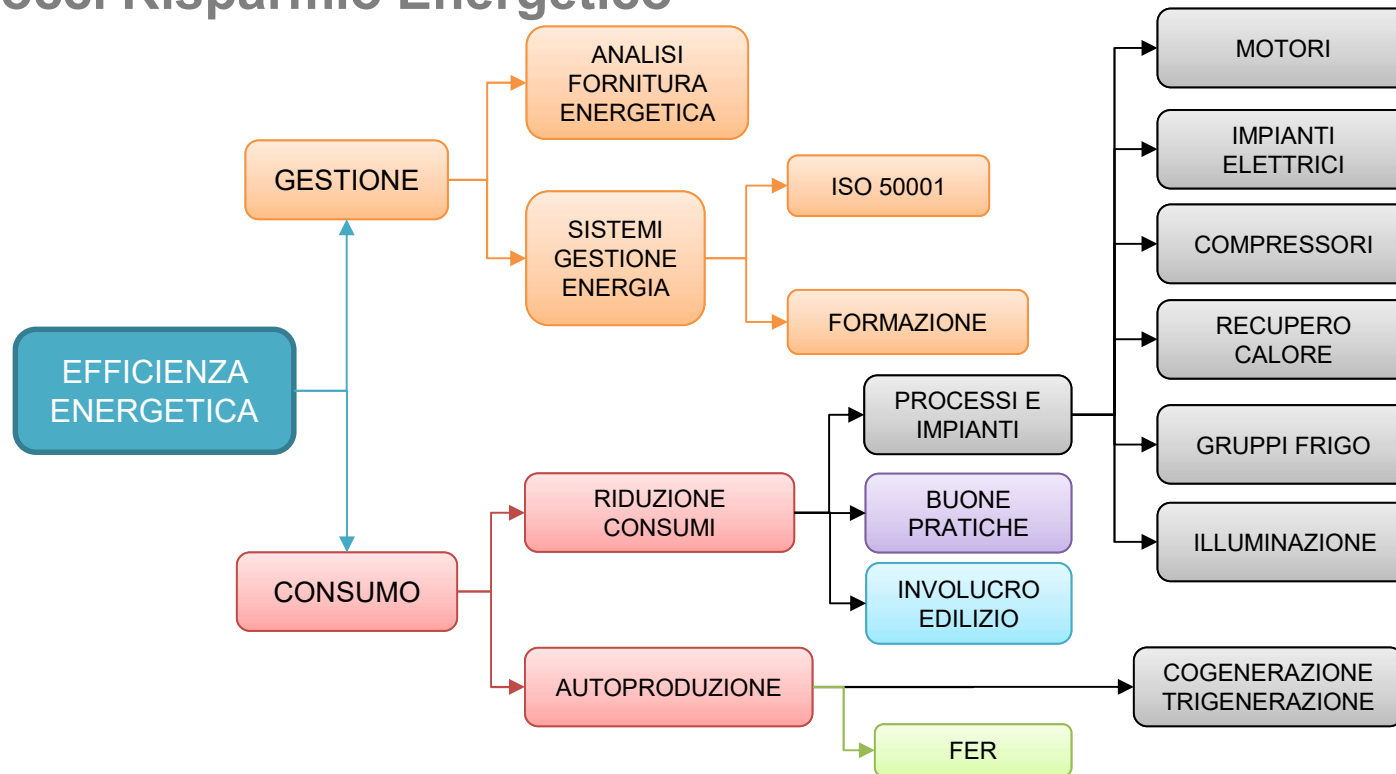 Risparmio Energetico
ANALISI
FORNITURA
ENERGETICA
GESTIONE
SISTEMI
GESTIONE
ENERGIA
ISO 50001
FORMAZIONE
EFFICIENZA
ENERGETICA
CONSUMO
RIDUZIONE
CONSUMI
AUTOPRODUZIONE
PROCESSI E
IMPIANTI
BUONE
PRATICHE
INVOLUCRO
EDILIZIO
FER
MOTORI
IMPIANTI
ELETTRICI
COMPRESSORI
RECUPERO
CALORE
GRUPPI FRIGO
ILLUMINAZIONE
COGENERAZIONE
TRIGENERAZIONE